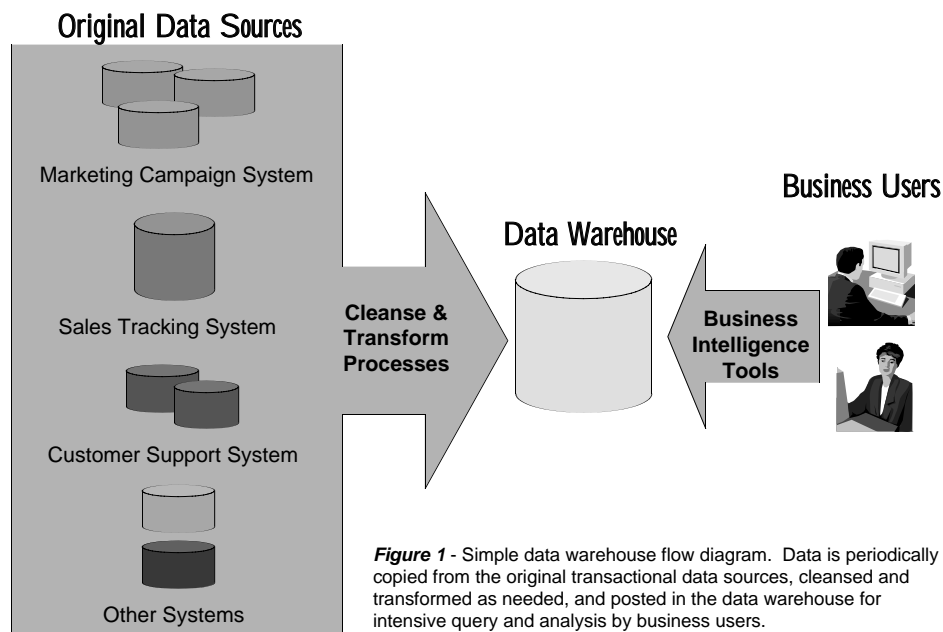 Original Data Sources
Marketing Campaign System
Sales Tracking System
Customer Support System
Other Systems
Cleanse &
Transform
Processes
Data Warehouse
Business
Intelligence
Tools
Business Users
Figure 1 - Simple data warehouse flow diagram. Data is periodically
copied from the original transactional data sources, cleansed and
transformed as needed, and posted in the data warehouse for
intensive query and analysis by business users.